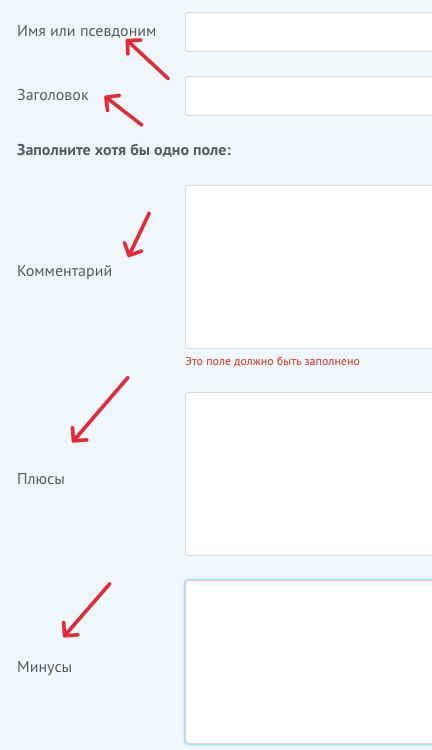 Имя или псевдоним
Заголовок
Заполните хотя бы одно поле:
Комментарий
Это поле должно быть заполнено
Плюсы
Минусы